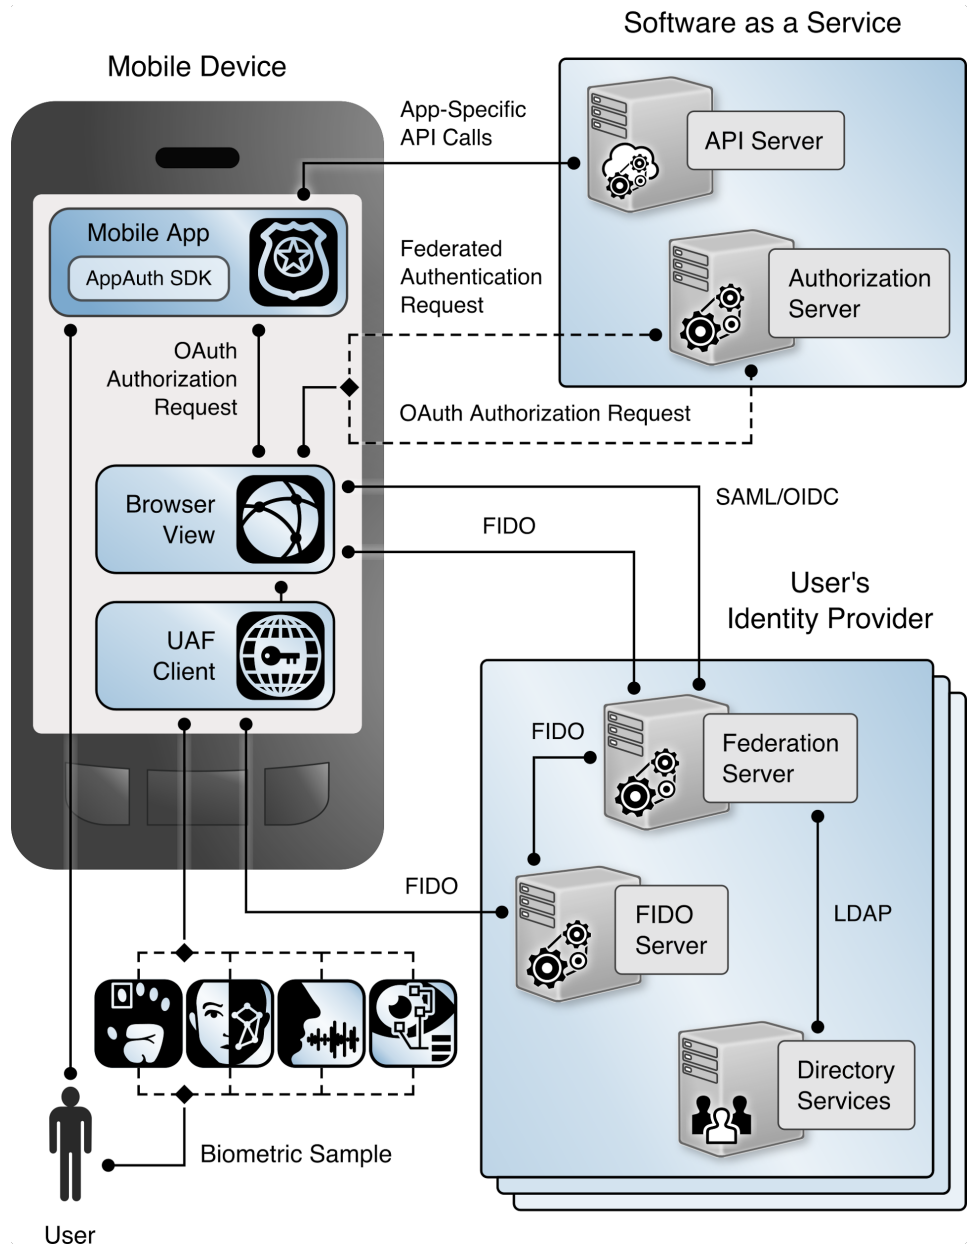 Software as a Service
Mobile Device
App-Specific
API Calls
API Server
Mobile App
AppAuth SDK
Federated
Authentication
Request
Authorization
Server
OAuth
Authorization
Request
OAuth Authorization Request
Browser
View
SAML/OIDC
FIDO
User's
Identity Provider
UAF
Client
FIDO
Federation
Server
FIDO
LDAP
FIDO
Server
Directory
Services
Biometric Sample
User